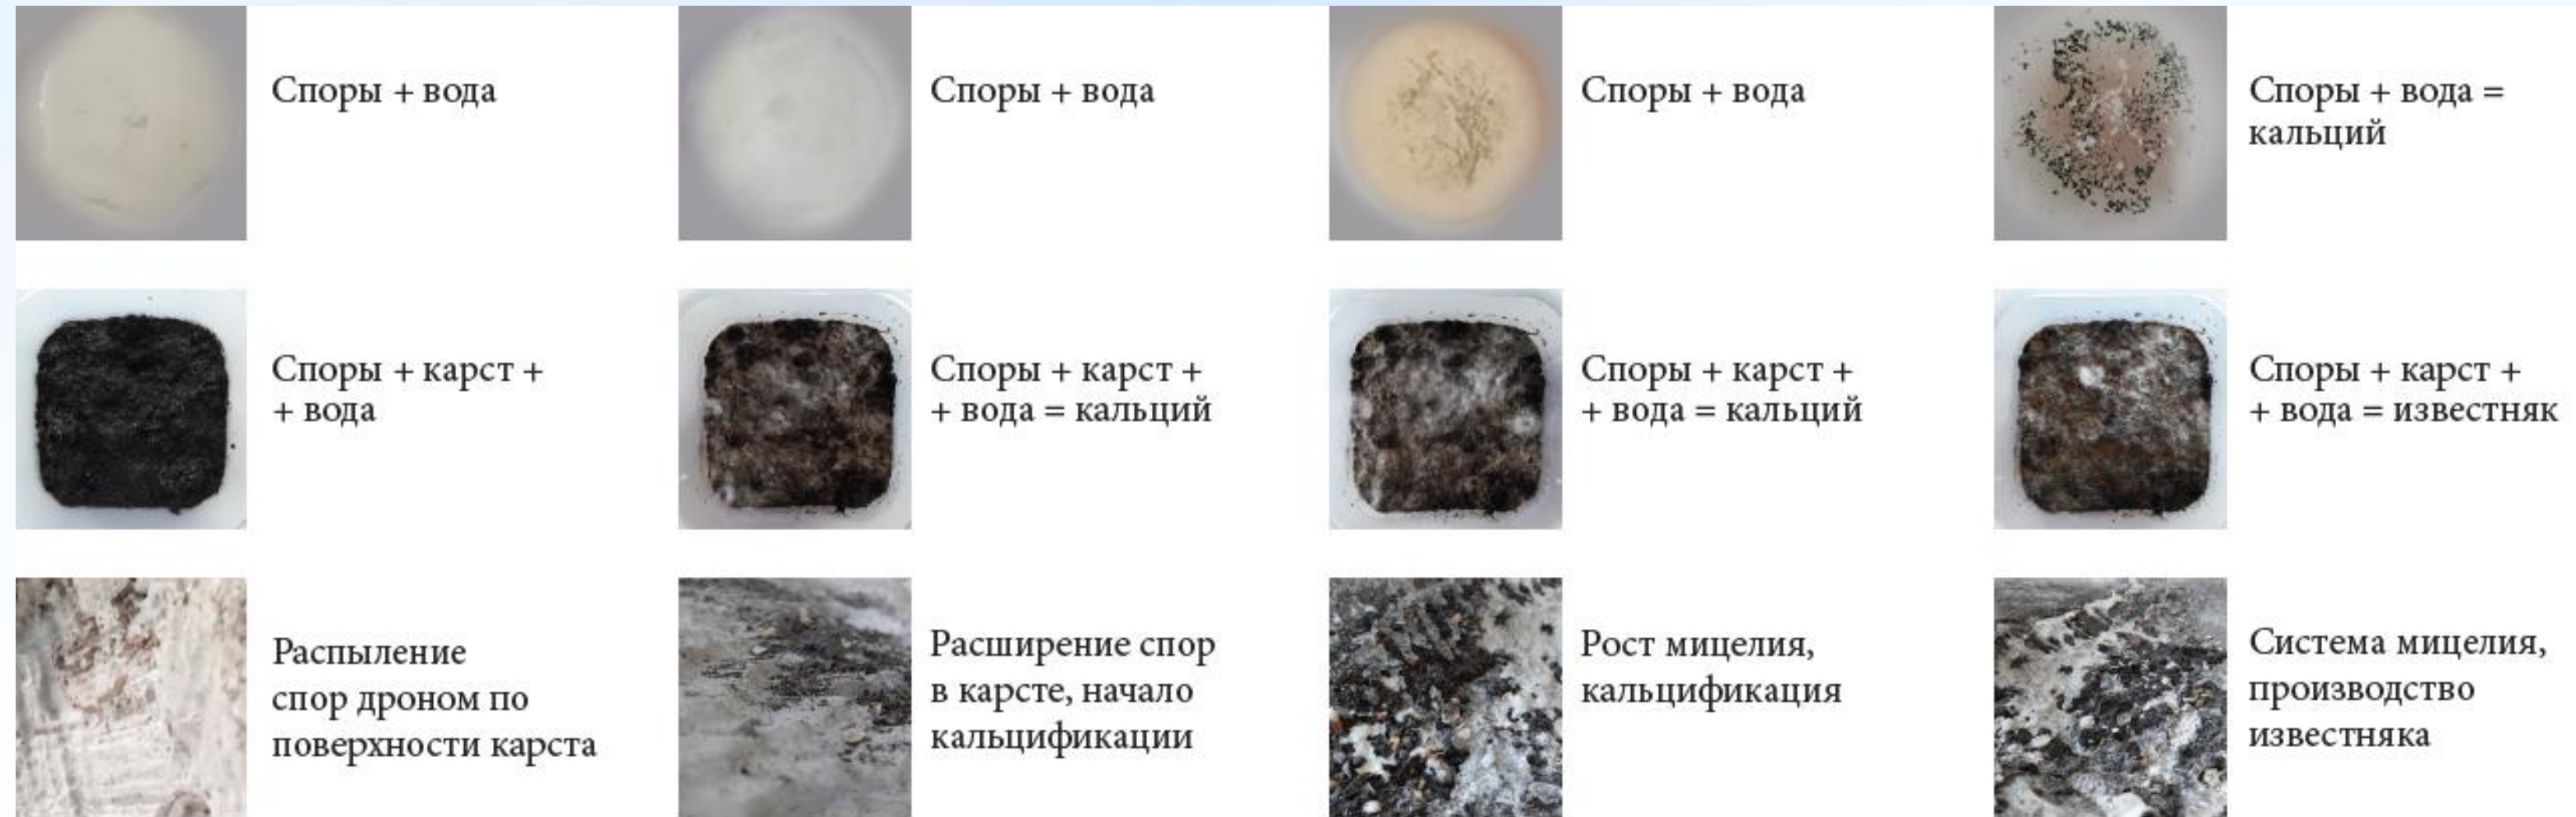 Споры + вода
Споры + вода
Споры + вода
Споры + вода =
кальций
Споры + карст +
+ вода
Споры + карст +
+ вода = кальций
Споры + карст +
+ вода = кальций
Споры + карст +
+ вода = известняк
Распыление
спор дроном по
поверхности карста
Расширение спор
в карсте, начало
кальцификации
Рост мицелия,
кальцификация
Система мицелия,
производство
известняка